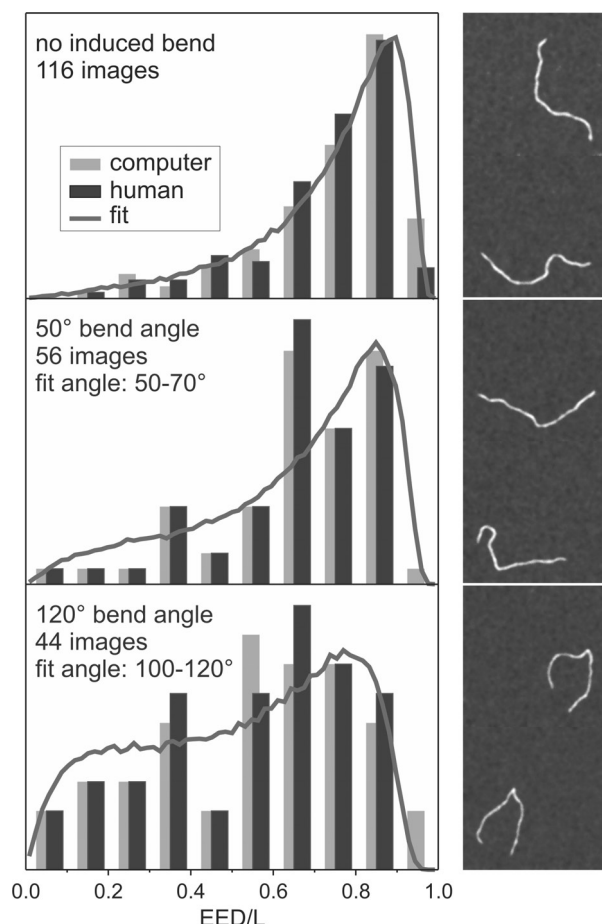 no induced bend
116 images
computer
human
fit
50° bend angle
56 images
fit angle: 50-70°
120° bend angle
44 images
fit angle: 100-120°
0.0 0.2 0.4 0.6 0.8 1.0
EED/L